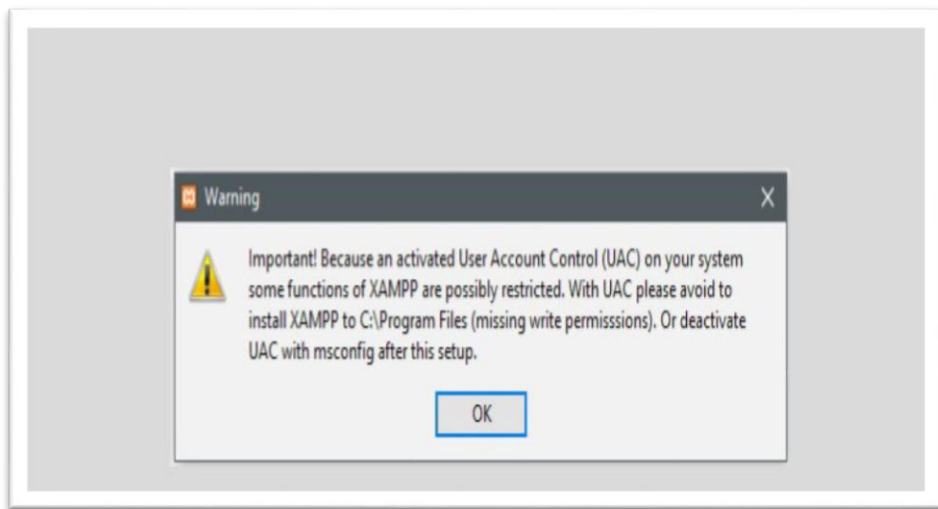 Warning
Important! Because an activated User Account Control (UAC) on your system
some functions of XAMPP are possibly restricted. With UAC please avoid to
install XAMPP to C:\Program Files (missing write permisssions). Or deactivate
UAC with msconfig after this setup.
OK